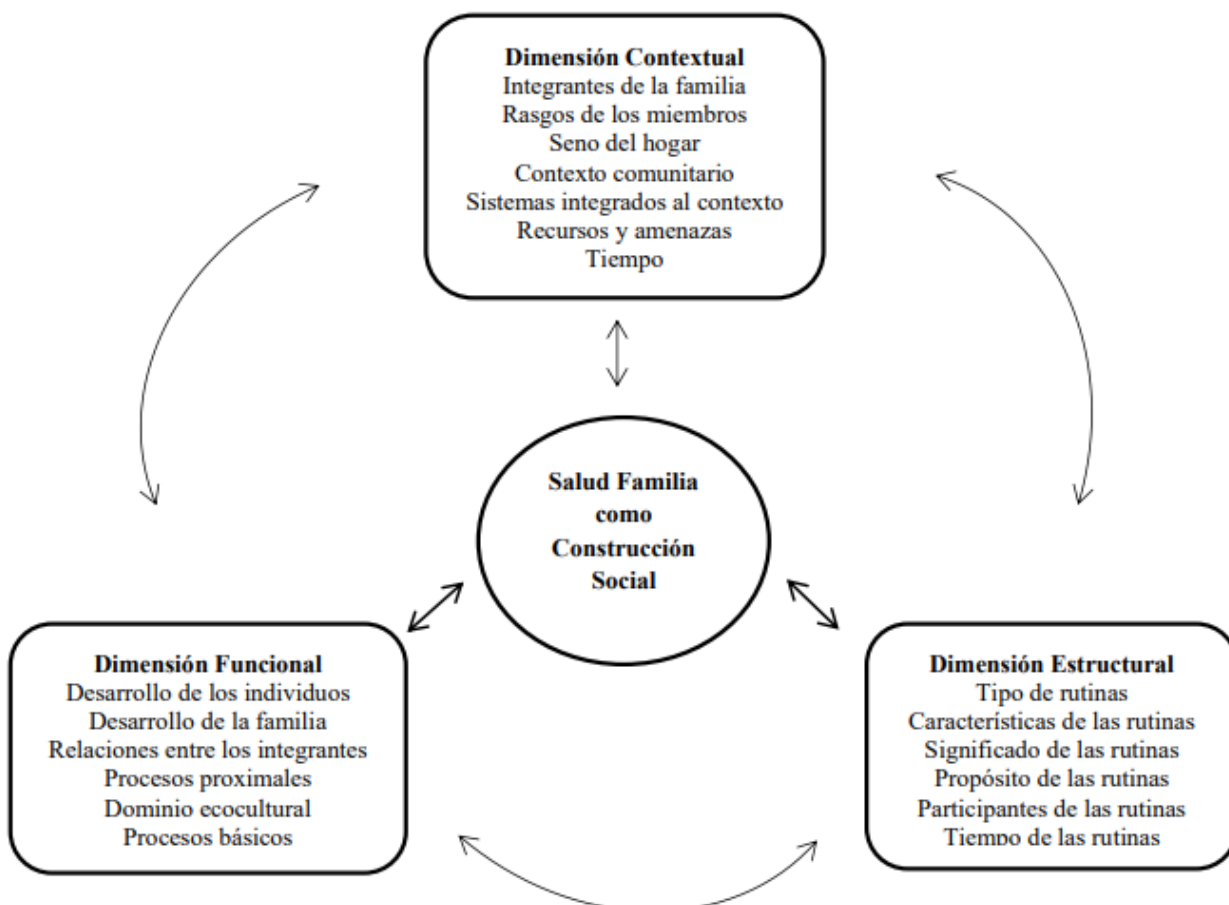 Dimensión Contextual
Integrantes de la familia
Rasgos de los miembros
Seno del hogar
Contexto comunitario
Sistemas integrados al contexto
Recursos y amenazas
Tiempo
Salud Familia
como
Construcción
Social
Dimensión Funcional
Desarrollo de los individuos
Desarrollo de la familia
Relaciones entre los integrantes
Procesos proximales
Dominio ecocultural
Procesos básicos
Dimensión Estructural
Tipo de rutinas
Características de las rutinas
Significado de las rutinas
Propósito de las rutinas
Participantes de las rutinas
Tiempo de las rutinas